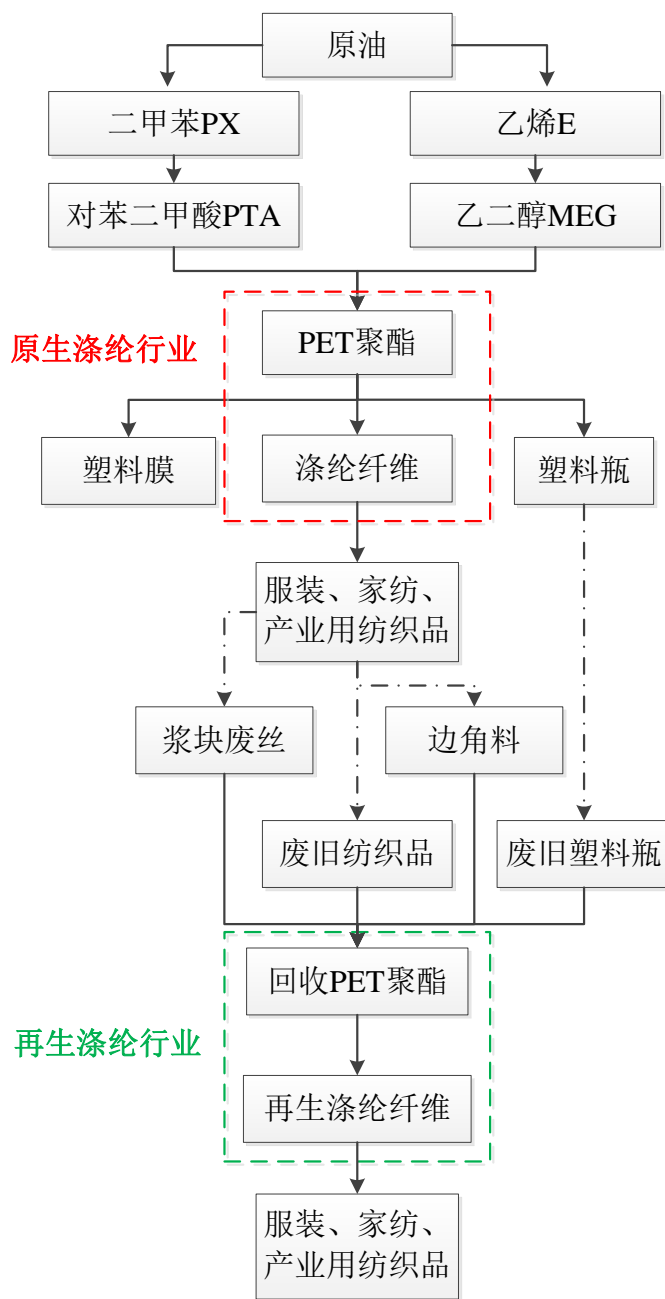 原油
二甲苯PX
乙烯E
对苯二甲酸PTA
乙二醇MEG
原生涤纶行业
PET聚酯
塑料膜
涤纶纤维
塑料瓶
服装、家纺、
产业用纺织品
浆块废丝
边角料
废旧纺织品
废旧塑料瓶
回收PET聚酯
再生涤纶行业
再生涤纶纤维
服装、家纺、
产业用纺织品